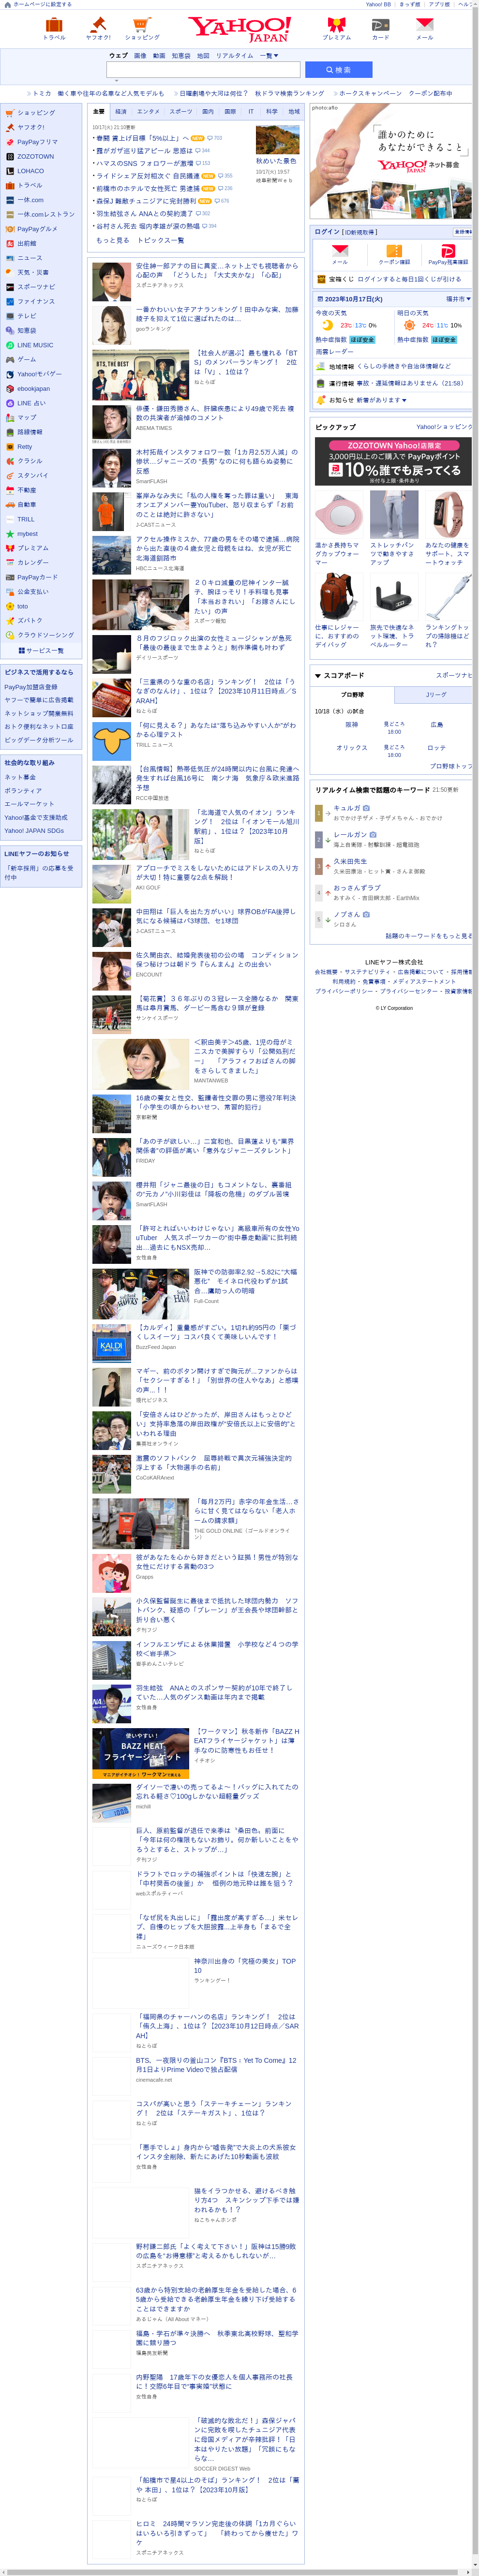 ホームページに設定する
Yahoo! BB
きっず版
アプリ版
トラベル
ヤフオク!
ショッピング
YAHOO!
JAPAN
プレミアム
カード
メール
ウェブ 画像 動画 知恵袋 地図 リアルタイム 一覧▼
検索
トミカ 働く車や往年の名車など人気モデルも
日曜劇場や大河は何位? 秋ドラマ検索ランキング
ホークスキャンペーン クーポン配布中
ショッピング
ヤフオク!
PayPayフリマ
ZOZOTOWN
LOHACO
トラベル
一休.com
一休.comレストラン
PayPayグルメ
出前館
ニュース
天気・災害
スポーツナビ
ファイナンス
テレビ
知恵袋
LINE MUSIC
ゲーム
Yahoo!モバゲー
ebookjapan
LINE 占い
マップ
路線情報
Retty
クラシル
スタンバイ
不動産
自動車
TRILL
mybest
プレミアム
カレンダー
PayPayカード
公金支払い
toto
ズバトク
クラウドソーシング
サービス一覧
ビジネスで活用するなら
PayPay加盟店登録
ヤフーで簡単に広告掲載
ネットショップ開業無料
おトク便利なネット口座
ビッグデータ分析ツール
社会的な取り組み
ネット募金
ボランティア
エールマーケット
Yahoo!基金で支援助成
Yahoo! JAPAN SDGs
LINEヤフーのお知らせ
「新卒採用」の応募を受付中
主要 経済 エンタメ スポーツ 国内 国際 IT 科学 地域
10/17(火) 21:10更新
春闘 賃上げ目標「5%以上」へ NEW 703
露がガザ巡り猛アピール 思惑は 344
ハマスのSNS フォロワーが激増 153
ライドシェア反対相次ぐ 自民議連 NEW 355
前橋市のホテルで女性死亡 男逮捕 NEW 236
森保J 難敵チュニジアに完封勝利 NEW 675
羽生結弦さん ANAとの契約満了 302
谷村さん死去 堀内孝雄が涙の熱唱 394
もっと見る トピックス一覧
秋めいた景色
10/17(火) 19:07
岐阜新聞Web
安住紳一郎アナの目に異変…ネット上でも視聴者から心配の声 「どうした」「大丈夫かな」「心配」
スポニチアネックス
一番かわいい女子アナランキング!田中みな実、加藤綾子を抑えて1位に選ばれたのは…
gooランキング
【社会人が選ぶ】最も憧れる「BTS」のメンバーランキング! 2位は「V」、1位は?
ねとらぼ
俳優・鎌田秀勝さん、肝臓疾患により49歳で死去 複数の共演者が追悼のコメント
ABEMA TIMES
木村拓哉インスタフォロワー数「1カ月2.5万人減」の惨状…ジャニーズの“長男”なのに何も語らぬ姿勢に反感
SmartFLASH
峯岸みなみ夫に「私の人権を奪った罪は重い」 東海オンエアメンバー妻YouTuber、怒り収まらず「お前のことは絶対に許さない」
J-CASTニュース
アクセル操作ミスか、77歳の男をその場で逮捕…病院から出た直後の4歳女児と母親をはね、女児が死亡 北海道釧路市
HBCニュース北海道
20キロ減量の尼神インター誠子、腕ほっそり!手料理も見事「本当おきれい」「お嫁さんにしたい」の声
スポーツ報知
8月のフジロック出演の女性ミュージシャンが急死 「最後の最後まで生きようと」制作準備も叶わず
デイリースポーツ
「三重県のうな重の名店」ランキング! 2位は「うなぎのなんけ」、1位は?【2023年10月11日時点/SARAH】
ねとらぼ
「何に見える?」あなたは“落ち込みやすい人か”がわかる心理テスト
TRILL ニュース
【台風情報】熱帯低気圧が24時間以内に台風に発達へ 発生すれば台風16号に 南シナ海 気象庁&欧米進路予想
RCC中国放送
「北海道で人気のイオン」ランキング! 2位は「イオンモール旭川駅前」、1位は?【2023年10月版】
ねとらぼ
アプローチでミスをしないためにはアドレスの入り方が大切!特に重要な2点を解説!
AKI GOLF
中田翔は「巨人を出た方がいい」球界OBがFA後押し 気になる候補はパ3球団、セ1球団
J-CASTニュース
佐久間由衣、結婚発表後初の公の場 コンディション保つ秘けつは朝ドラ『らんまん』との出会い
ENCOUNT
【菊花賞】36年ぶりの3冠レース全勝なるか 関東馬は皐月賞馬、ダービー馬含む9頭が登録
サンケイスポーツ
<釈由美子>45歳、1児の母がミニスカで美脚すらり「公開処刑だー」 「アラフィフおばさんの脚をさらしてきました」
MANTANWEB
16歳の養女と性交、監護者性交罪の男に懲役7年判決 「小学生の頃からわいせつ、常習的犯行」
京都新聞
「あの子が欲しい…」二宮和也、目黒蓮よりも“業界関係者”の評価が高い「意外なジャニーズタレント」
FRIDAY
櫻井翔「ジャニ最後の日」もコメントなし、裏番組の“元カノ”小川彩佳は「降板の危機」のダブル苦境
SmartFLASH
「許可とればいいわけじゃない」高級車所有の女性YouTuber 人気スポーツカーの“街中暴走動画”に批判続出…過去にもNSX売却…
女性自身
阪神での防御率2.92→5.82に“大幅悪化” モイネロ代役わずか1試合…鷹助っ人の明暗
Full-Count
【カルディ】重量感がすごい。1切れ約95円の「栗づくしスイーツ」コスパ良くて美味しいんです!
BuzzFeed Japan
マギー、前のボタン開けすぎで胸元が...ファンからは「セクシーすぎる!」「別世界の住人やなあ」と感嘆の声...!!
現代ビジネス
「安倍さんはひどかったが、岸田さんはもっとひどい」支持率急落の岸田政権が“安倍氏以上に安倍的”といわれる理由
集英社オンライン
激震のソフトバンク 屈辱終戦で異次元補強決定的 浮上する「大物選手の名前」
CoCoKARAnext
「毎月2万円」赤字の年金生活…さらに甘く見てはならない「老人ホームの請求額」
THE GOLD ONLINE(ゴールドオンライン)
彼があなたを心から好きだという証拠!男性が特別な女性にだけする言動の3つ
Grapps
小久保監督誕生に最後まで抵抗した球団内勢力 ソフトバンク、疑惑の「ブレーン」が王会長や球団幹部と折り合い悪く
夕刊フジ
インフルエンザによる休業措置 小学校など4つの学校<岩手県>
岩手めんこいテレビ
羽生結弦 ANAとのスポンサー契約が10年で終了していた…人気のダンス動画は年内まで掲載
女性自身
使いやすい!
BAZZ HEAT
フライヤージャケット
【ワークマン】秋冬新作「BAZZ HEATフライヤージャケット」は薄手なのに防寒性もお任せ!
イチオシ
ダイソーで凄いの売ってるよ〜!バッグに入れてたの忘れる軽さ♡100gしかない超軽量グッズ
michill
巨人、原前監督が退任で来季は〝桑田色〟前面に 「今年は何の権限もないお飾り。何か新しいことをやろうとすると、ストップが…」
夕刊フジ
ドラフトでロッテの補強ポイントは「快速左腕」と「中村奨吾の後釜」か 恒例の地元枠は誰を狙う?
webスポルティーバ
「なぜ尻を丸出しに」「露出度が高すぎる…」米セレブ、自慢のヒップを大胆披露...上半身も「まるで全裸」
ニューズウィーク日本版
神奈川出身の「究極の美女」TOP10
ランキングー!
「福岡県のチャーハンの名店」ランキング! 2位は「侑久上海」、1位は?【2023年10月12日時点/SARAH】
ねとらぼ
BTS、一夜限りの釜山コン『BTS:Yet To Come』12月1日よりPrime Videoで独占配信
cinemacafe.net
コスパが高いと思う「ステーキチェーン」ランキング! 2位は「ステーキガスト」、1位は?
ねとらぼ
「悪手でしょ」身内から“嘘告発”で大炎上の犬系彼女 インスタ全削除、新たにあげた10秒動画も波紋
女性自身
猫をイラつかせる、避けるべき触り方4つ スキンシップ下手では嫌われるかも!?
ねこちゃんホンポ
野村謙二郎氏「よく考えて下さい!」阪神は15勝9敗の広島を“お得意様”と考えるかもしれないが…
スポニチアネックス
63歳から特別支給の老齢厚生年金を受給した場合、65歳から受給できる老齢厚生年金を繰り下げ受給することはできますか
あるじゃん(All About マネー)
福島・学石が準々決勝へ 秋季東北高校野球、聖和学園に競り勝つ
福島民友新聞
内野聖陽 17歳年下の女優恋人を個人事務所の社長に!交際6年目で“事実婚”状態に
女性自身
「破滅的な敗北だ!」森保ジャパンに完敗を喫したチュニジア代表に母国メディアが辛辣批評!「日本はやりたい放題」「冗談にもならな…
SOCCER DIGEST Web
「船橋市で星4以上のそば」ランキング! 2位は「蕎や 本田」、1位は?【2023年10月版】
ねとらぼ
ヒロミ 24時間マラソン完走後の体調「1カ月ぐらいはいろいろ引きずって」 「終わってから痩せた」ワケ
スポニチアネックス
photo:aflo
誰かのために
あなたができること
YAHOO! JAPAN ネット募金
ログイン [ ID新規取得 ]
メール
クーポン確認
PayPay残高確認
宝箱くじ ログインすると毎日1回くじが引ける
2023年10月17日(火)
福井市▼
今夜の天気
23℃ 13℃ 0%
熱中症指数 ほぼ安全
明日の天気
24℃ 11℃ 10%
熱中症指数 ほぼ安全
雨雲レーダー
地域情報 くらしの手続きや自治体情報など
運行情報 事故・遅延情報はありません(21:58)
お知らせ 新着があります▼
ピックアップ
Yahoo!ショッピング
ZOZOTOWN Yahoo!店限定
3,000円以上のご購入でPayPayポイント
10%誰でも戻ってくる
付与上限・条件あり
温かさ長持ちマグカップウォーマー
ストレッチパンツで動きやすさアップ
あなたの健康をサポート、スマートウォッチ
仕事にレジャーに、おすすめのデイバッグ
旅先で快適なネット環境、トラベルルーター
ランキングトップの掃除機はどれ?
▼ スコアボード
スポーツナビ
プロ野球
Jリーグ
10/18(水)の試合
阪神 見どころ 18:00 広島
オリックス 見どころ 18:00 ロッテ
プロ野球トップ
リアルタイム検索で話題のキーワード 21:50更新
1 キュルガ
おでかけ子ザメ - 子ザメちゃん - おでかけ
2 レールガン
海上自衛隊 - 射撃訓練 - 超電磁砲
3 久米田先生
久米田康治 - ヒット賞 - さんま御殿
4 おっさんずラブ
あすみく - 吉田鋼太郎 - EarthMix
5 ノブさん
シロさん
話題のキーワードをもっと見る
LINEヤフー株式会社
会社概要 - サステナビリティ - 広告掲載について - 採用情報
利用規約 - 免責事項 - メディアステートメント
プライバシーポリシー - プライバシーセンター - 投資家情報
© LY Corporation